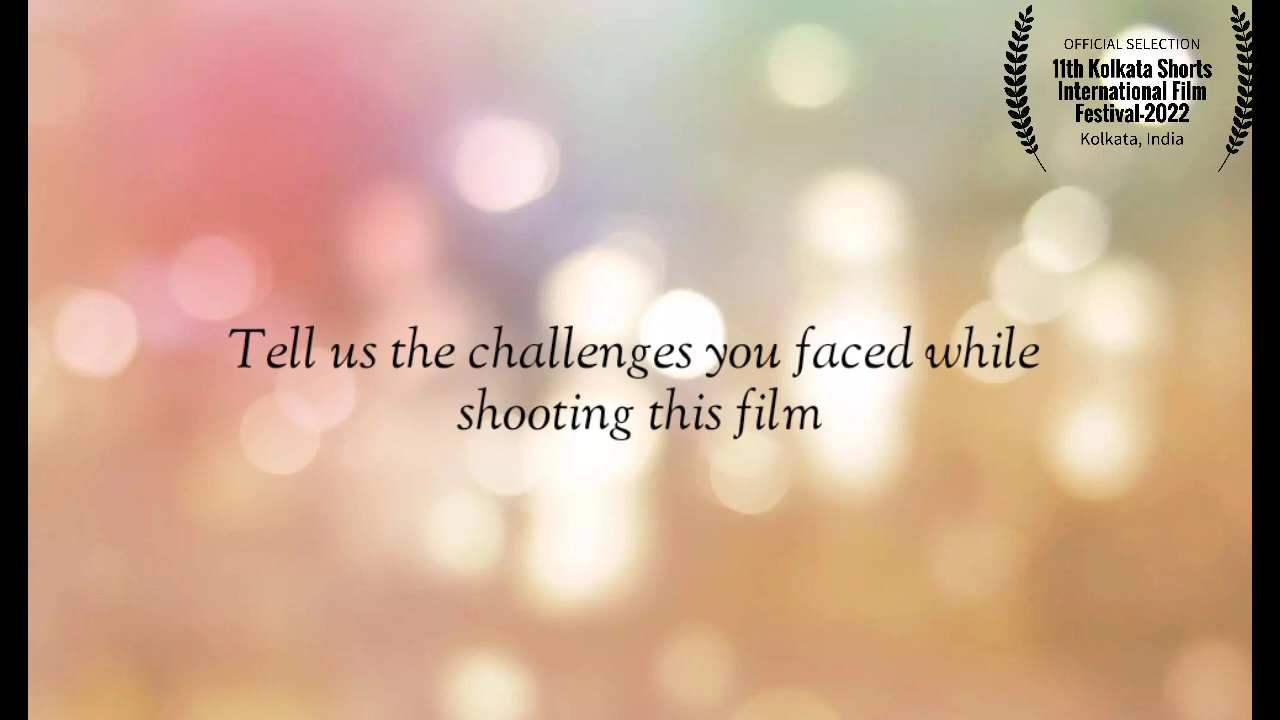 OFFICIAL SELECTION
11th Kolkata Shorts
International Film
Festival-2022
Kolkata, India
Tell us the challenges you faced while
shooting this film